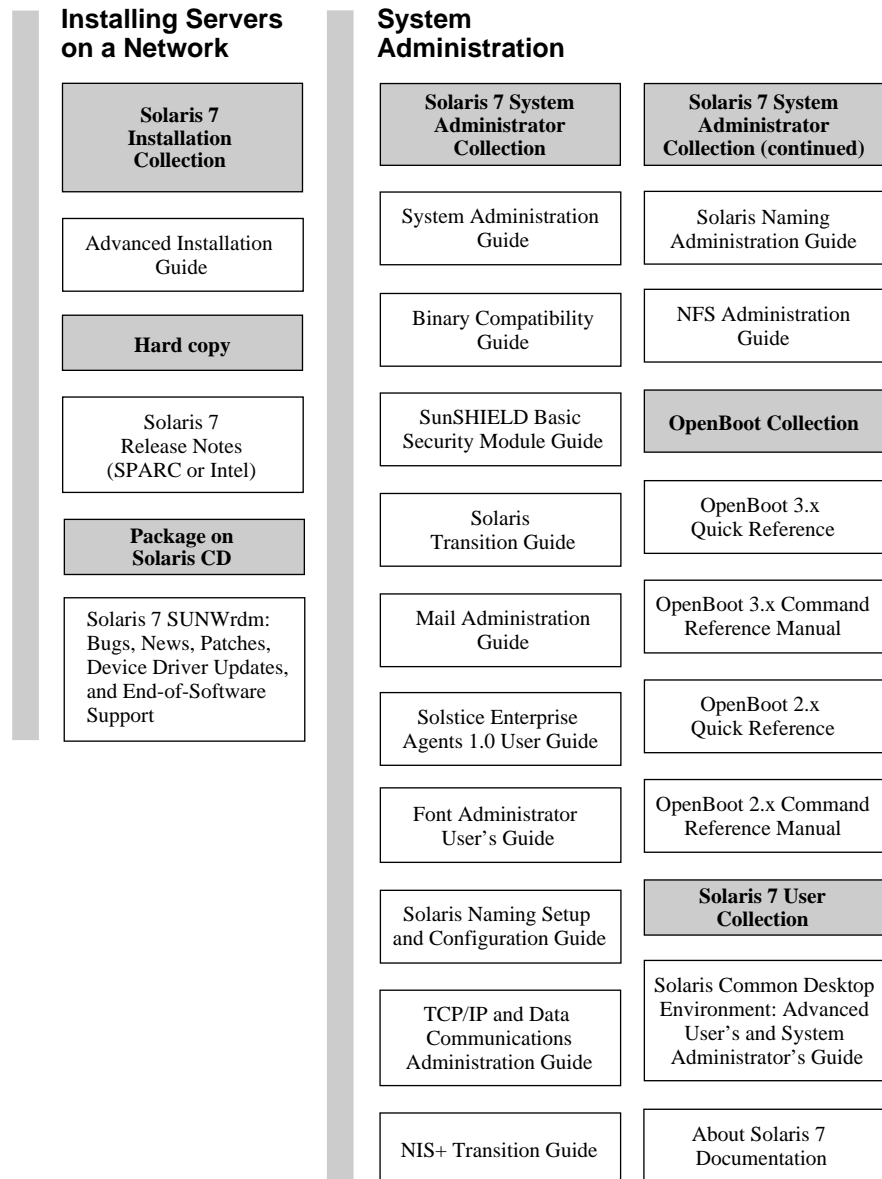 Installing Servers
on a Network
Solaris 7
Installation
Collection
Advanced Installation
Guide
Hard copy
Solaris 7
Release Notes
(SPARC or Intel)
Package on
Solaris CD
Solaris 7 SUNWrdm:
Bugs, News, Patches,
Device Driver Updates,
and End-of-Software
Support
System
Administration
Solaris 7 System
Administrator
Collection
System Administration
Guide
Binary Compatibility
Guide
SunSHIELD Basic
Security Module Guide
Solaris
Transition Guide
Mail Administration
Guide
Solstice Enterprise
Agents 1.0 User Guide
Font Administrator
User's Guide
Solaris Naming Setup
and Configuration Guide
TCP/IP and Data
Communications
Administration Guide
NIS+ Transition Guide
Solaris 7 System
Administrator
Collection (continued)
Solaris Naming
Administration Guide
NFS Administration
Guide
OpenBoot Collection
OpenBoot 3.x
Quick Reference
OpenBoot 3.x Command
Reference Manual
OpenBoot 2.x
Quick Reference
OpenBoot 2.x Command
Reference Manual
Solaris 7 User
Collection
Solaris Common Desktop
Environment: Advanced
User's and System
Administrator's Guide
About Solaris 7
Documentation